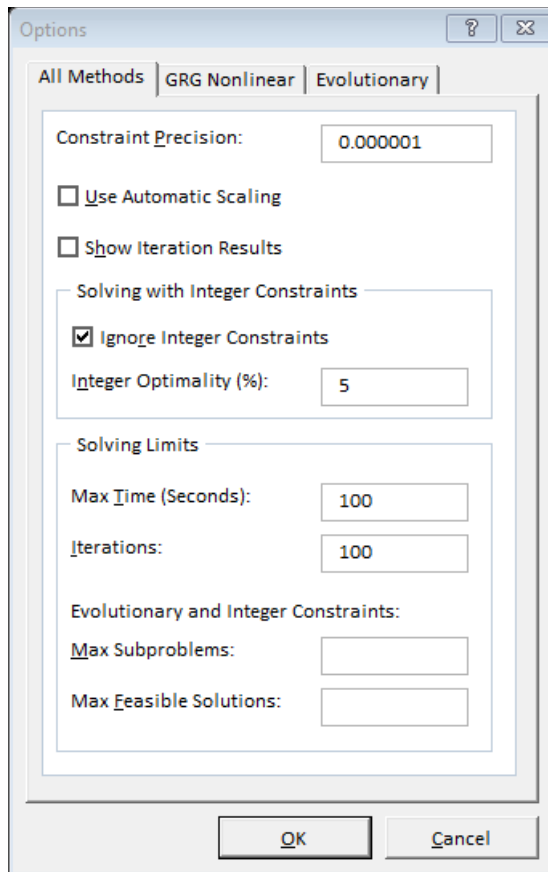 Options
All Methods GRG Nonlinear Evolutionary
Constraint Precision: 0.000001
Use Automatic Scaling
Show Iteration Results
Solving with Integer Constraints
Ignore Integer Constraints
Integer Optimality (%): 5
Solving Limits
Max Time (Seconds): 100
Iterations: 100
Evolutionary and Integer Constraints:
Max Subproblems:
Max Feasible Solutions:
OK Cancel